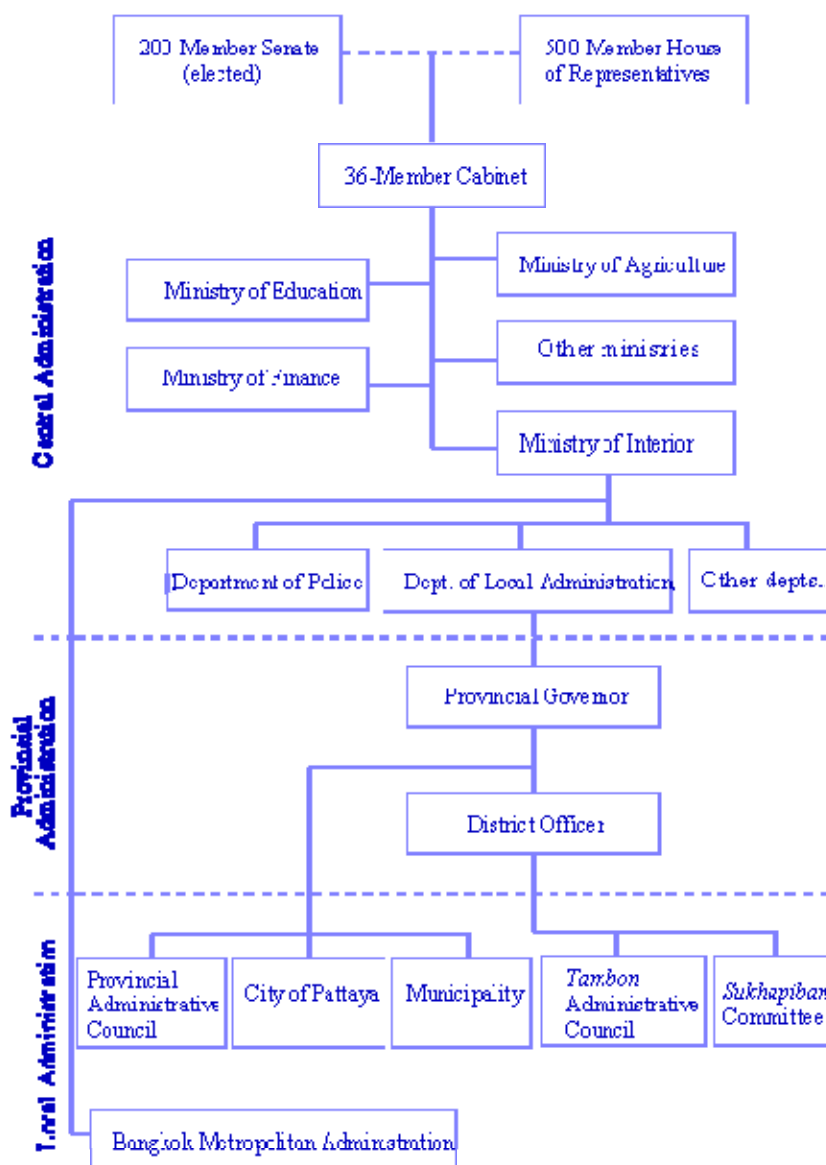 200 Member Senate
(elected)
500 Member House
of Representatives
36-Member Cabinet
Central Administration
Ministry of Education
Ministry of Agriculture
Ministry of Finance
Other ministries
Ministry of Interior
Department of Police
Dept. of Local Administration
Other depts..
Provincial
Administration
Provincial Governor
District Officer
Local Administration
Provincial
Administrative
Council
City of Pattaya
Municipality
Tambon
Administrative
Council
Sukhapiban
Committee
Bangkok Metropolitan Administration